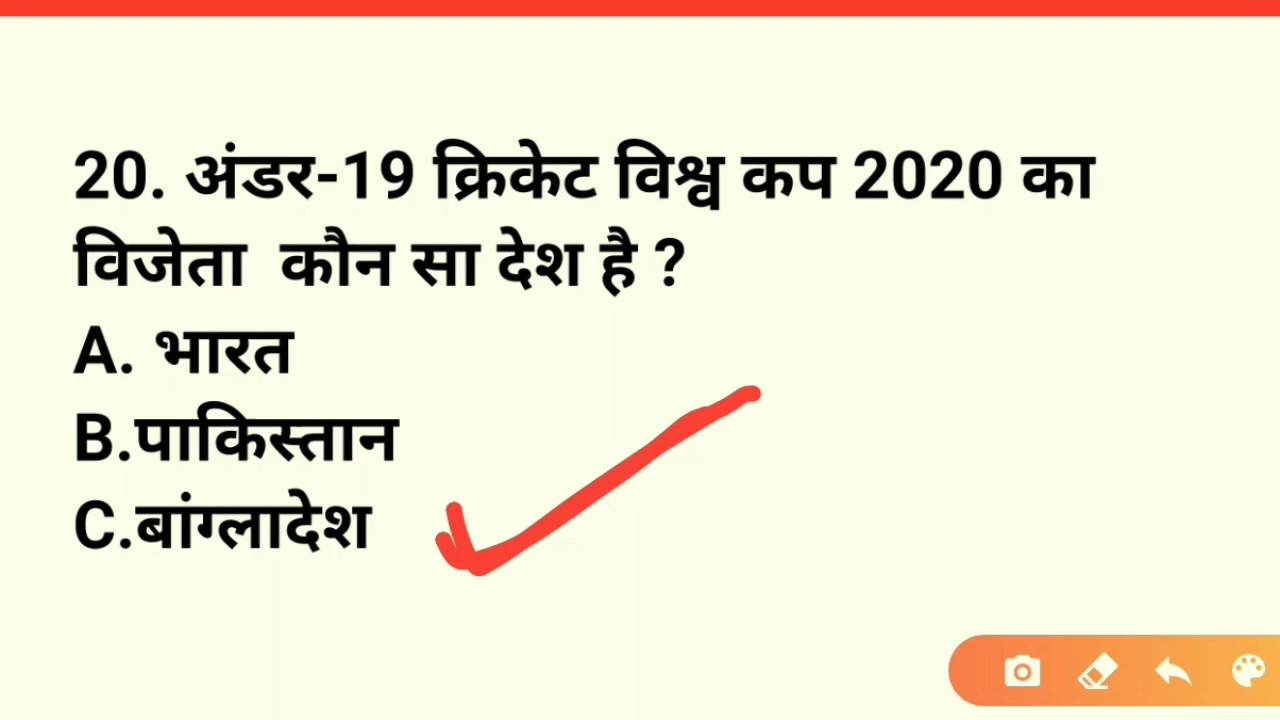 20. अंडर-19 क्रिकेट विश्व कप 2020 का
विजेता कौन सा देश है ?
A. भारत
B.पाकिस्तान
C.बांग्लादेश